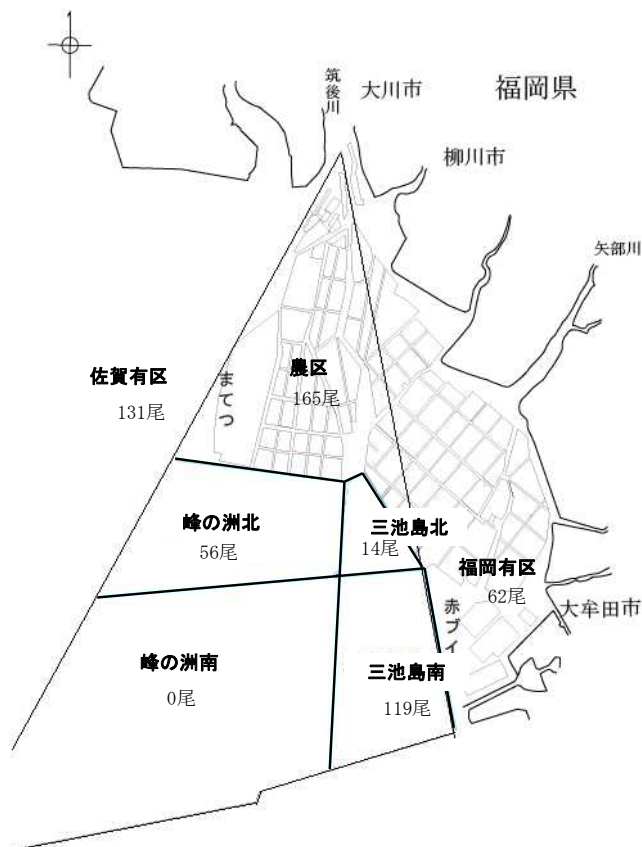 筑後川
大川市
福岡県
柳川市
矢部川
佐賀有区
131尾
まてつ
農区
165尾
峰の洲北
56尾
三池島北
14尾
福岡有区
62尾
大牟田市
赤ブイ
峰の洲南
0尾
三池島南
119尾